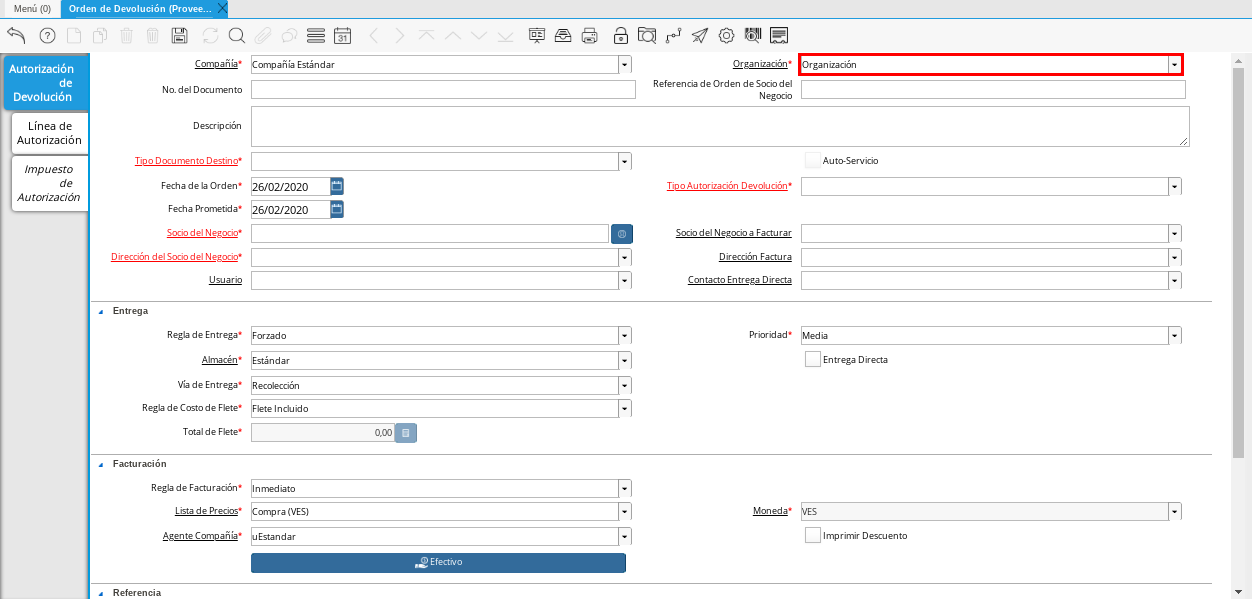 Menú (0)
Orden de Devolución (Provee...
31
Autorización de Devolución
Línea de Autorización
Impuesto de Autorización
Compañía* Compañía Estándar
Organización* Organización
No. del Documento
Referencia de Orden de Socio del Negocio
Descripción
Tipo Documento Destino*
Auto-Servicio
Fecha de la Orden* 26/02/2020
Tipo Autorización Devolución*
Fecha Prometida* 26/02/2020
Socio del Negocio*
Socio del Negocio a Facturar
Dirección del Socio del Negocio*
Dirección Factura
Usuario
Contacto Entrega Directa
Entrega
Regla de Entrega* Forzado
Prioridad* Media
Almacén* Estándar
Entrega Directa
Vía de Entrega* Recolección
Regla de Costo de Flete* Flete Incluido
Total de Flete* 0,00
Facturación
Regla de Facturación* Inmediato
Lista de Precios* Compra (VES)
Moneda* VES
Agente Compañía* uEstandar
Imprimir Descuento
Efectivo
Referencia